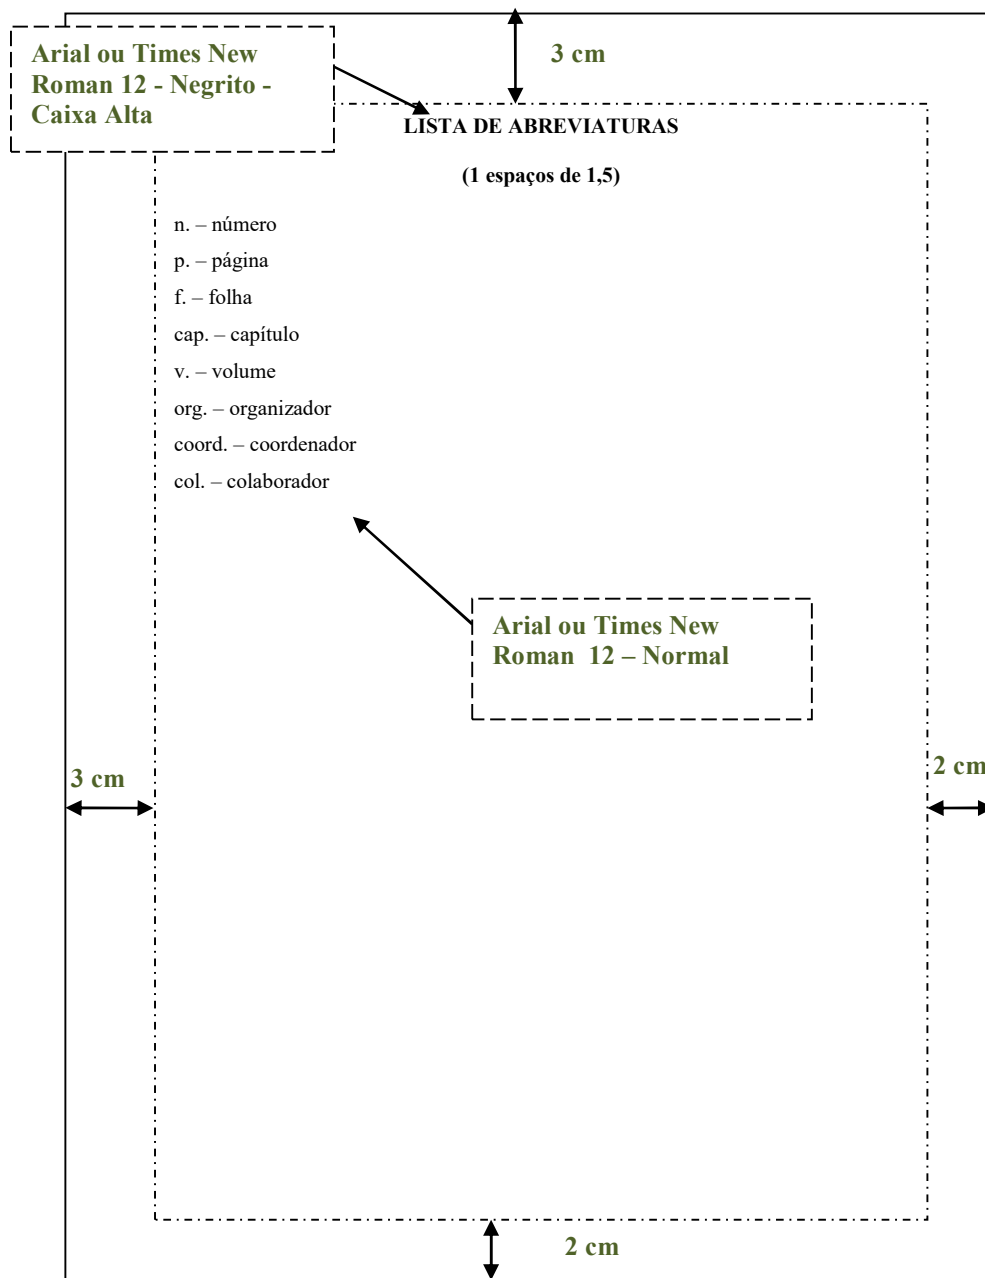 Arial ou Times New
Roman 12 - Negrito -
Caixa Alta
3 cm
LISTA DE ABREVIATURAS
(1 espaços de 1,5)
n. – número
p. – página
f. – folha
cap. – capítulo
v. – volume
org. – organizador
coord. – coordenador
col. – colaborador
Arial ou Times New
Roman  12 – Normal
3 cm
2 cm
2 cm